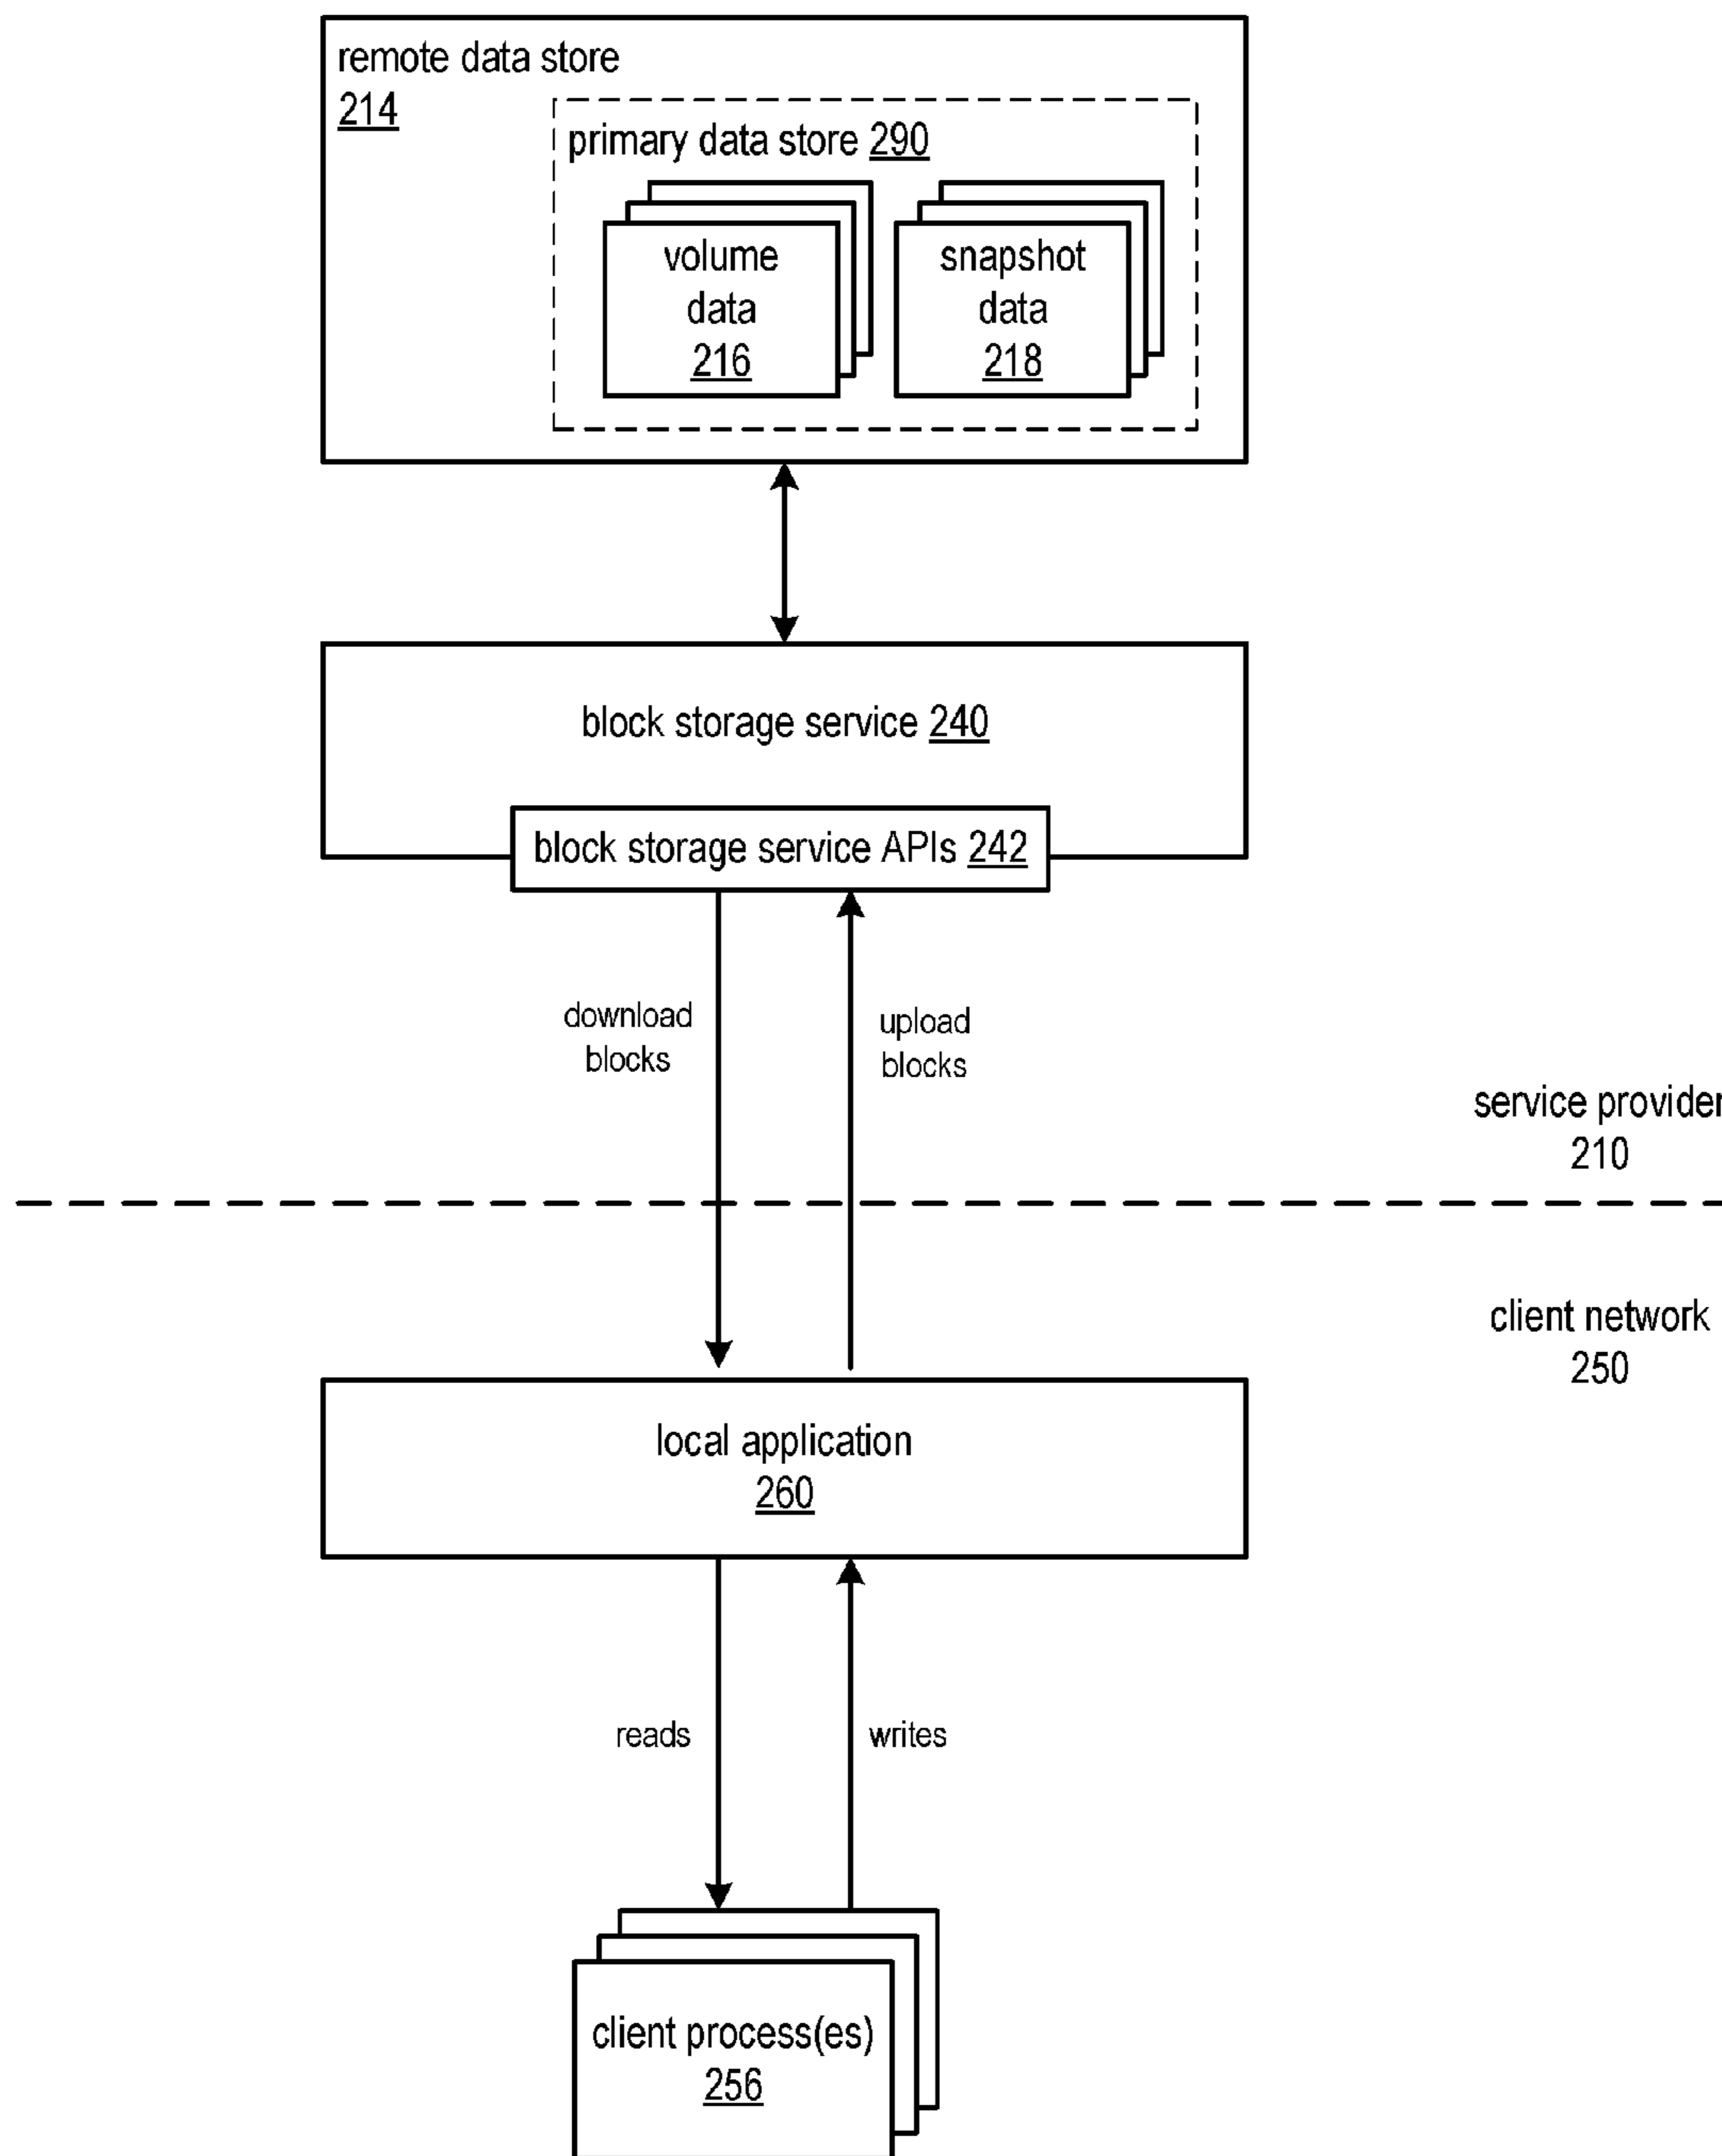 remote data store
214
primary data store 290
volume
data
216
snapshot
data
218
block storage service 240
block storage service APIs 242
download
blocks
upload
blocks
service provider
210
client network
250
local application
260
reads
writes
client process(es)
256